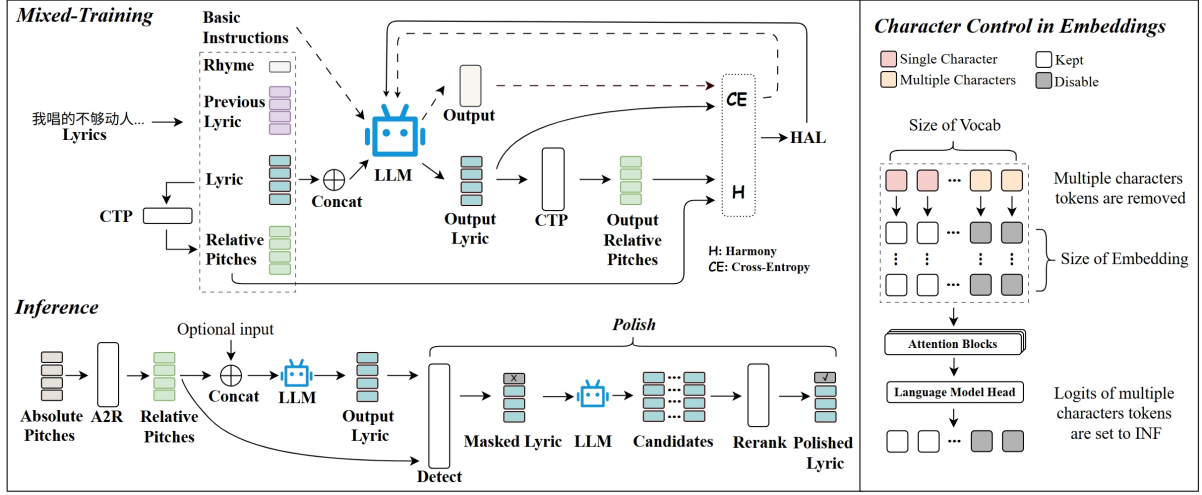 Mixed-Training
Basic
Instructions
Rhyme
Previous
Lyric
我唱的不够动人...
Lyrics
Lyric
CTP
Relative
Pitches
Concat
LLM
Output
Output
Lyric
CTP
Output
Relative
Pitches
CE
H
HAL
H: Harmony
CE: Cross-Entropy
Inference
Optional input
Absolute
Pitches
A2R
Relative
Pitches
Concat
LLM
Output
Lyric
Detect
Polish
X
Masked Lyric
LLM
Candidates
Rerank
√
Polished
Lyric
Character Control in Embeddings
Single Character
Kept
Multiple Characters
Disable
Size of Vocab
Multiple characters
tokens are removed
Size of Embedding
Attention Blocks
Language Model Head
Logits of multiple
characters tokens
are set to INF